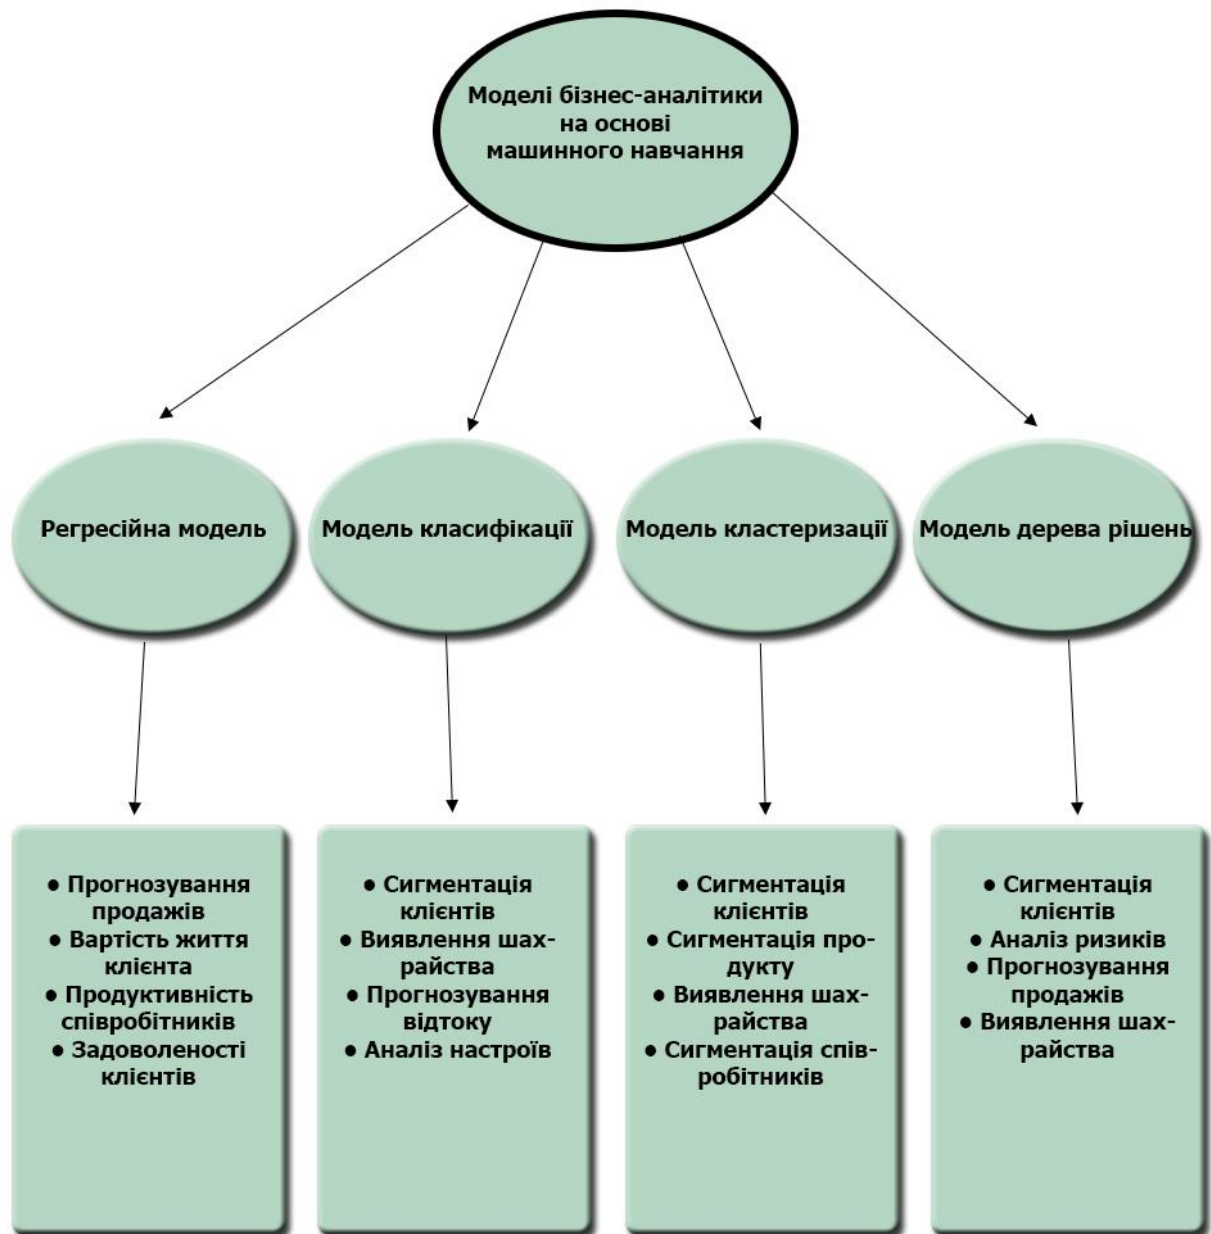 Моделі бізнес-аналітики
на основі
машинного навчання
Регресійна модель
Модель класифікації
Модель кластеризації
Модель дерева рішень
● Прогнозування
продажів
● Вартість життя
клієнта
● Продуктивність
співробітників
● Задоволеності
клієнтів
● Сигментація
клієнтів
● Виявлення шах-
райства
● Прогнозування
відтоку
● Аналіз настроїв
● Сигментація
клієнтів
● Сигментація про-
дукту
● Виявлення шах-
райства
● Сигментація спів-
робітників
● Сигментація
клієнтів
● Аналіз ризиків
● Прогнозування
продажів
● Виявлення шах-
райства